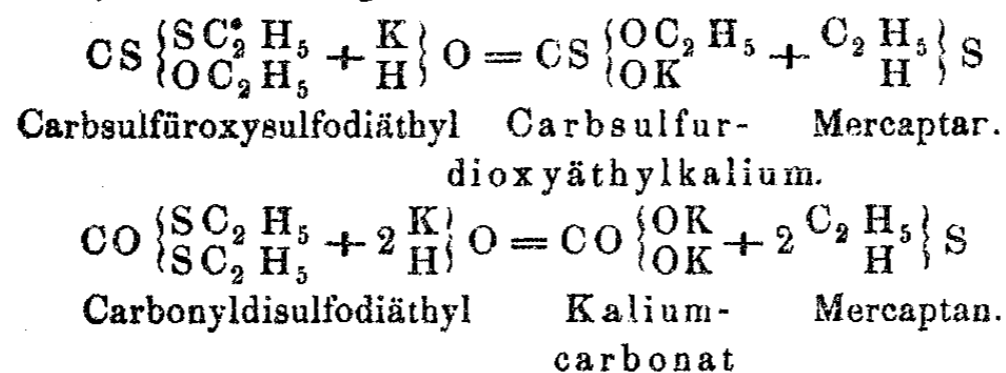 CS {SC₂H₅ OC₂H₅ + K H} O = CS {OC₂H₅ OK + C₂H₅ H} S
Carbsulfüroxysulfodiäthyl Carbsulfur- Mercaptar.
dioxyäthylkalium.
CO {SC₂H₅ SC₂H₅ + 2 K H} O = CO {OK OK + 2 C₂H₅ H} S
Carbonyldisulfodiäthyl Kalium- Mercaptan.
carbonat